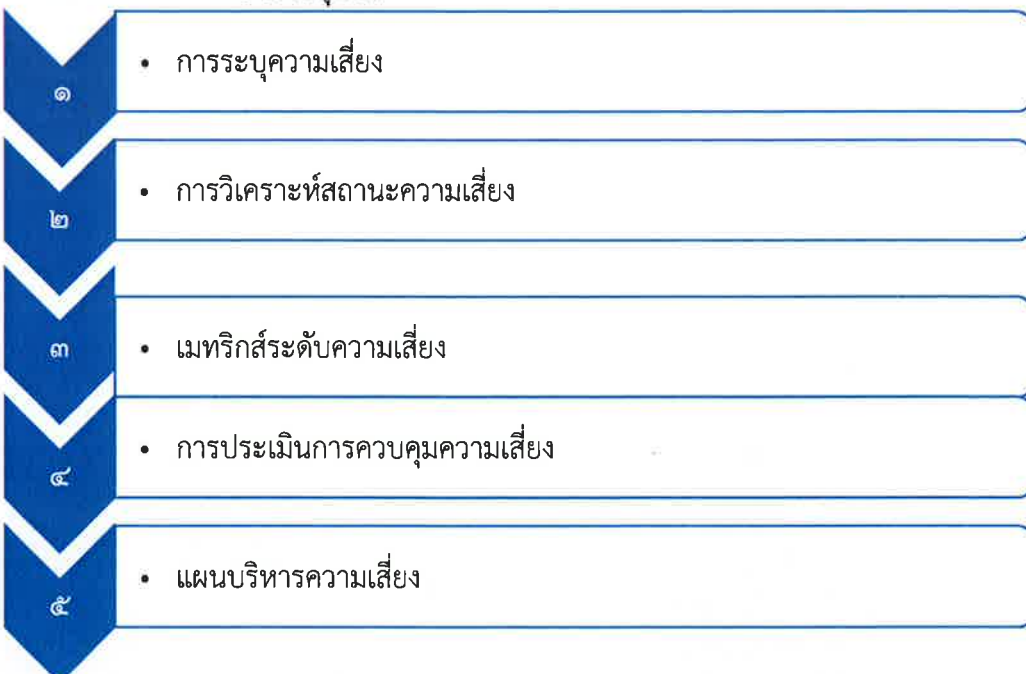 ๑
• การระบุความเสี่ยง
๒
• การวิเคราะห์สถานะความเสี่ยง
๓
• เมทริกส์ระดับความเสี่ยง
๔
• การประเมินการควบคุมความเสี่ยง
๕
• แผนบริหารความเสี่ยง